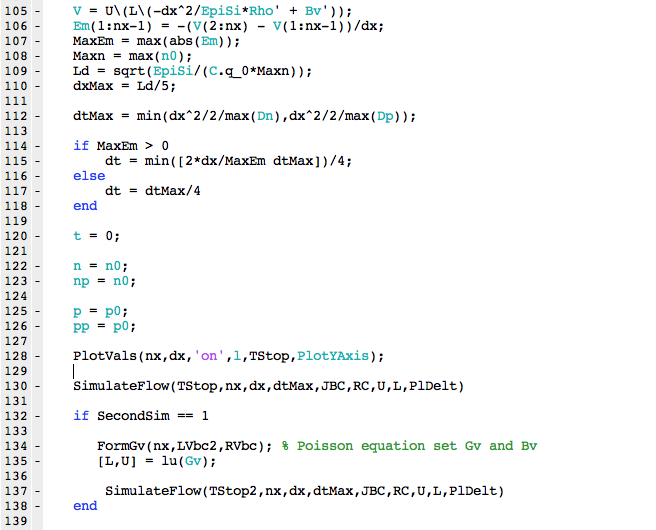 105 - V = U\(L\(-dx^2/EpiSi*Rho' + Bv'));
106 - Em(1:nx-1) = -(V(2:nx) - V(1:nx-1))/dx;
107 - MaxEm = max(abs(Em));
108 - Maxn = max(n0);
109 - Ld = sqrt(EpiSi/(C.q_0*Maxn));
110 - dxMax = Ld/5;
111
112 - dtMax = min(dx^2/2/max(Dn),dx^2/2/max(Dp));
113
114 - if MaxEm > 0
115 - dt = min([2*dx/MaxEm dtMax])/4;
116 - else
117 - dt = dtMax/4
118 - end
119
120 - t = 0;
121
122 - n = n0;
123 - np = n0;
124
125 - p = p0;
126 - pp = p0;
127
128 - PlotVals(nx,dx,'on',l,TStop,PlotYAxis);
129
130 - SimulateFlow(TStop,nx,dx,dtMax,JBC,RC,U,L,PlDelt)
131
132 - if SecondSim == 1
133
134 - FormGv(nx,LVbc2,RVbc); % Poisson equation set Gv and Bv
135 - [L,U] = lu(Gv);
136
137 - SimulateFlow(TStop2,nx,dx,dtMax,JBC,RC,U,L,PlDelt)
138 - end
139